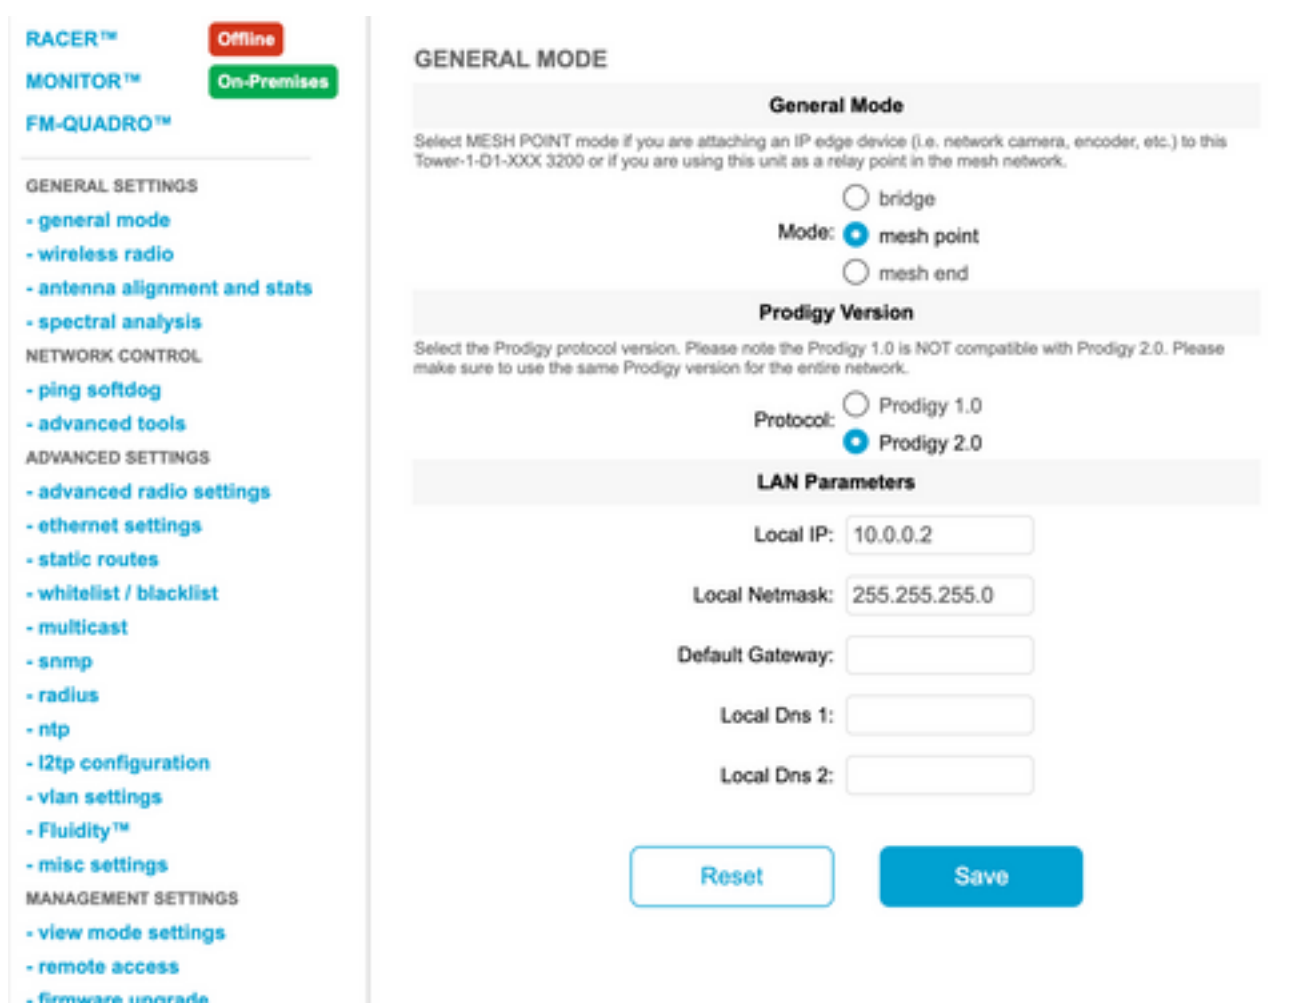 RACER™ Offline
MONITOR™ On-Premises
FM-QUADRO™
GENERAL SETTINGS
- general mode
- wireless radio
- antenna alignment and stats
- spectral analysis
NETWORK CONTROL
- ping softdog
- advanced tools
ADVANCED SETTINGS
- advanced radio settings
- ethernet settings
- static routes
- whitelist / blacklist
- multicast
- snmp
- radius
- ntp
- l2tp configuration
- vlan settings
- Fluidity™
- misc settings
MANAGEMENT SETTINGS
- view mode settings
- remote access
- firmware upgrade
GENERAL MODE
General Mode
Select MESH POINT mode if you are attaching an IP edge device (i.e. network camera, encoder, etc.) to this
Tower-1-D1-XXX 3200 or if you are using this unit as a relay point in the mesh network.
bridge
Mode: mesh point
mesh end
Prodigy Version
Select the Prodigy protocol version. Please note the Prodigy 1.0 is NOT compatible with Prodigy 2.0. Please
make sure to use the same Prodigy version for the entire network.
Protocol: Prodigy 1.0
Prodigy 2.0
LAN Parameters
Local IP: 10.0.0.2
Local Netmask: 255.255.255.0
Default Gateway:
Local Dns 1:
Local Dns 2:
Reset Save